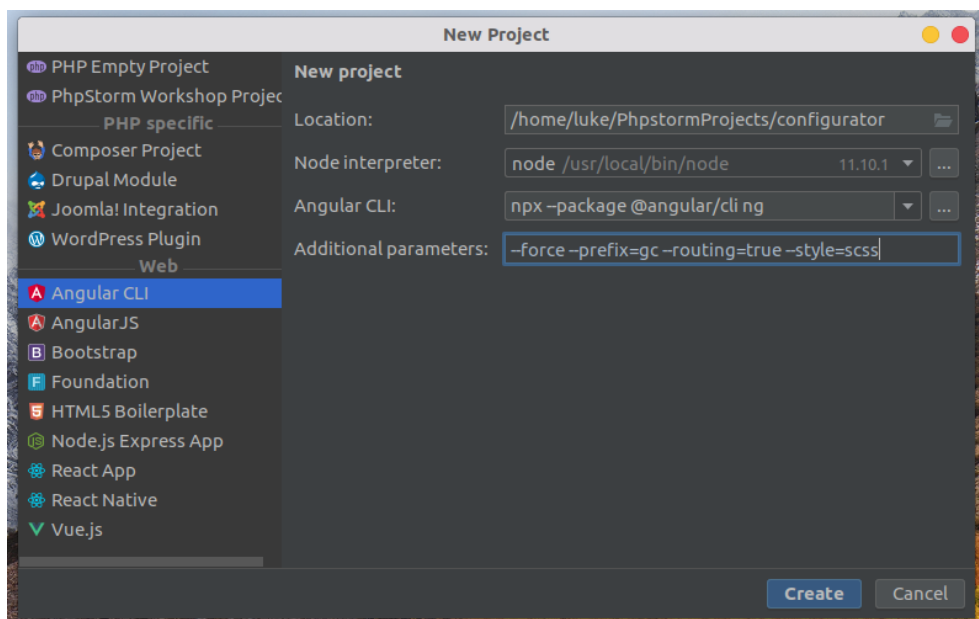 New Project
PHP Empty Project
PhpStorm Workshop Projec
PHP specific
Composer Project
Drupal Module
Joomla! Integration
WordPress Plugin
Web
Angular CLI
AngularJS
Bootstrap
Foundation
HTML5 Boilerplate
Node.js Express App
React App
React Native
Vue.js
New project
Location: /home/luke/PhpstormProjects/configurator
Node interpreter: node /usr/local/bin/node 11.10.1 ...
Angular CLI: npx --package @angular/cli ng ...
Additional parameters: --force --prefix=gc --routing=true --style=scss
Create Cancel